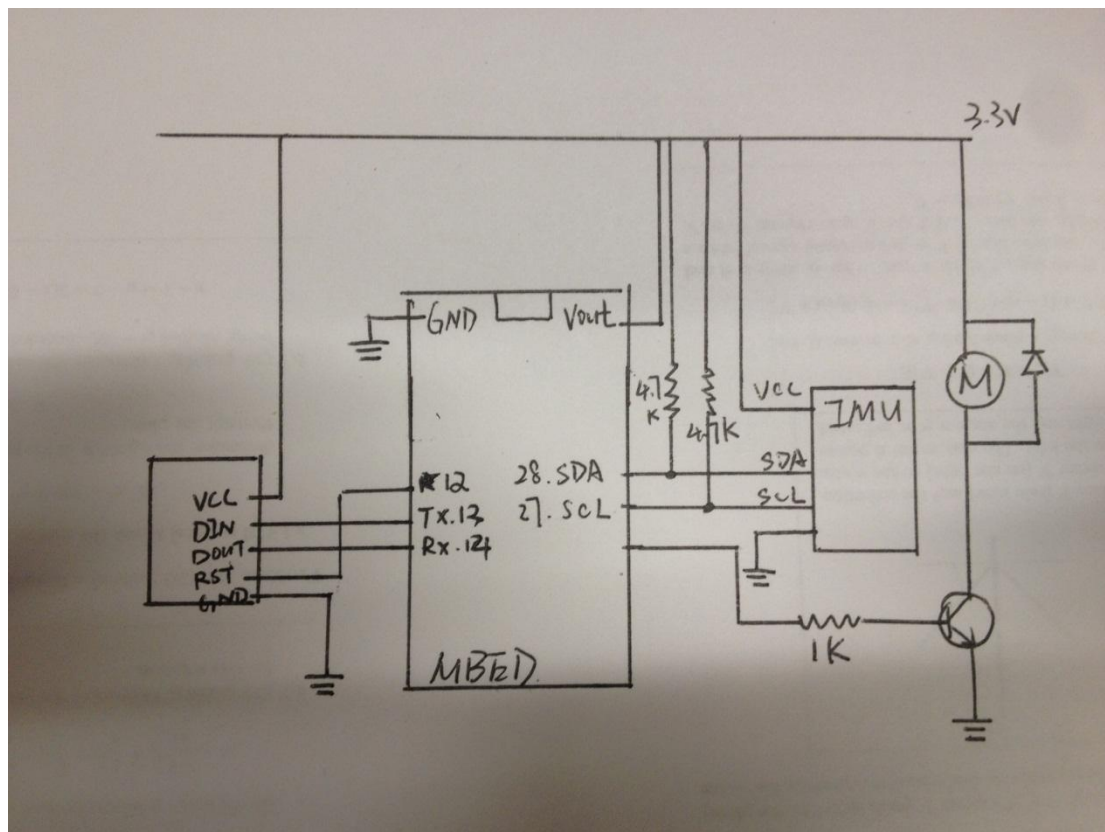 3.3V
GND
Vout
4.7
K
4.7K
VCC
IMU
M
VCC
DIN
DOUT
RST
GND
12
Tx.13
Rx.14
28.SDA
27.SCL
SDA
SCL
1K
MBED